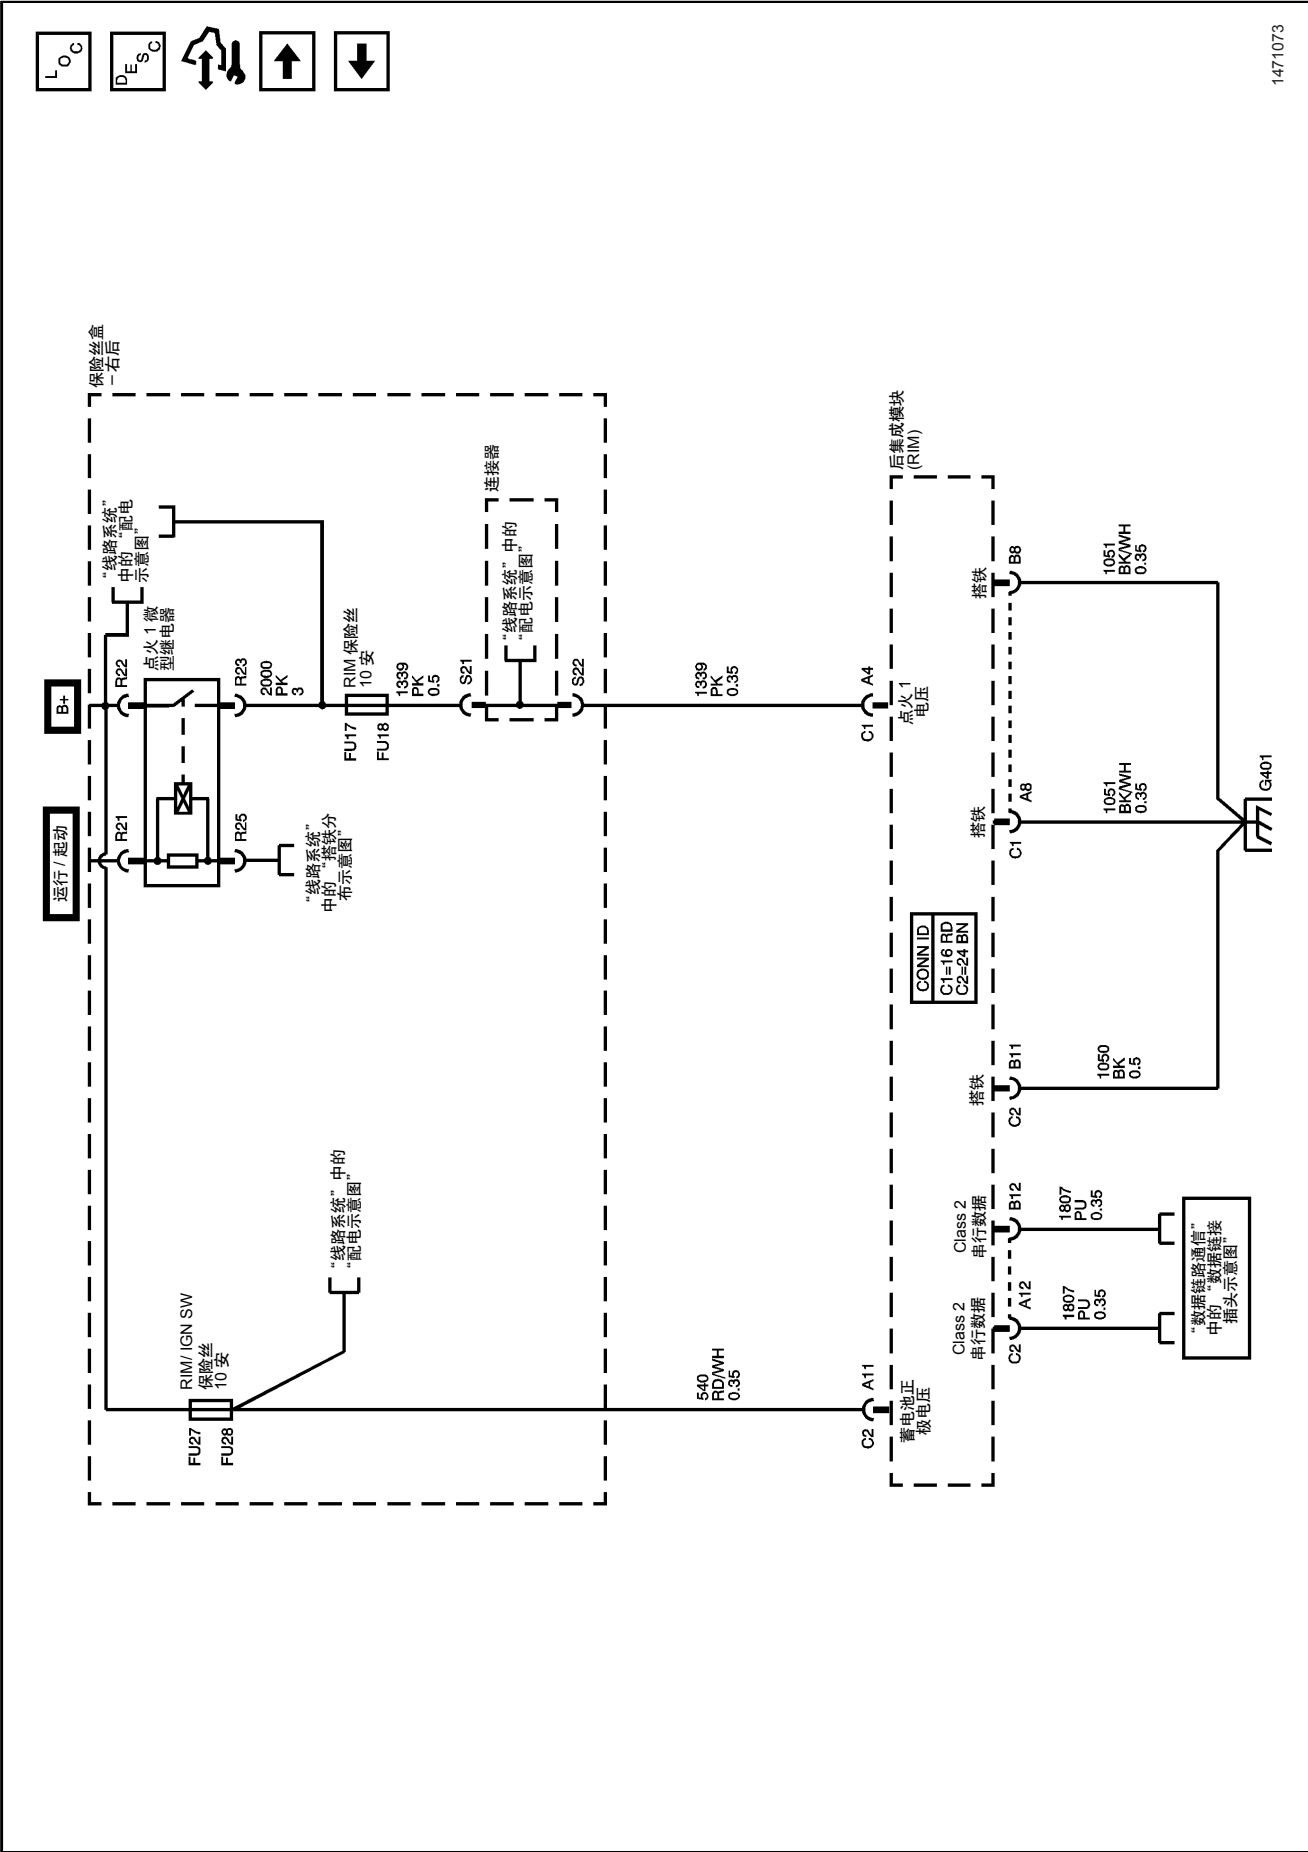 LOC
DESC
1471073
保险丝盒
– 右后
B+
运行 / 起动
R22
R21
点火 1 微
型继电器
“线路系统”
中的 “配电
示意图”
R23
R25
2000
PK
3
“线路系统”
中的 “搭铁分
布示意图”
RIM 保险丝
10 安
FU17
FU18
1339
PK
0.5
S21
连接器
“线路系统” 中的
“配电示意图”
S22
RIM/ IGN SW
保险丝
10 安
FU27
FU28
“线路系统” 中的
“配电示意图”
540
RD/WH
0.35
1339
PK
0.35
C2
A11
C1
A4
后集成模块
(RIM)
蓄电池正
极电压
点火 1
电压
CONN ID
C1=16 RD
C2=24 BN
Class 2
串行数据
Class 2
串行数据
搭铁
搭铁
搭铁
C2
A12
B12
C2
B11
C1
A8
B8
1807
PU
0.35
1807
PU
0.35
1050
BK
0.5
1051
BK/WH
0.35
1051
BK/WH
0.35
“数据链路通信”
中的 “数据链接
插头示意图”
G401